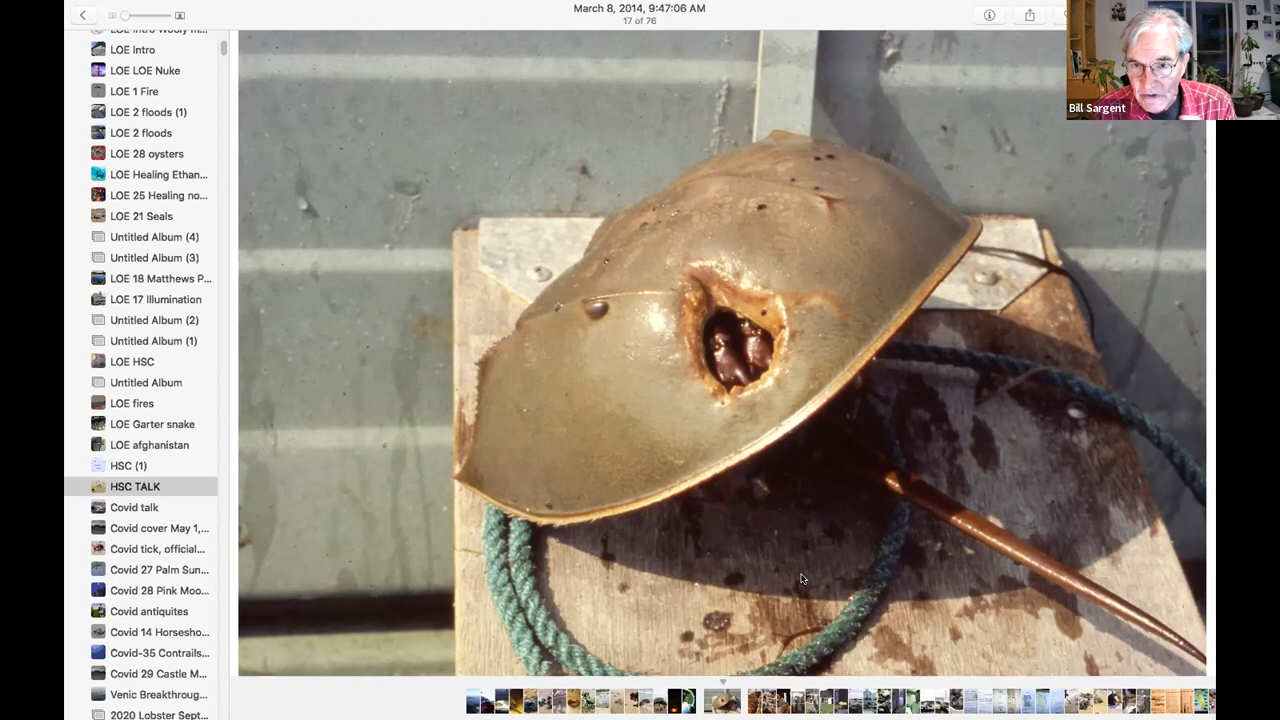 March 8, 2014, 9:47:06 AM
17 of 76
Bill Sargent
LOE Intro
LOE LOE Nuke
LOE 1 Fire
LOE 2 floods (1)
LOE 2 floods
LOE 28 oysters
LOE Healing Ethan...
LOE 25 Healing no...
LOE 21 Seals
Untitled Album (4)
Untitled Album (3)
LOE 18 Matthews P...
LOE 17 Illumination
Untitled Album (2)
Untitled Album (1)
LOE HSC
Untitled Album
LOE fires
LOE Garter snake
LOE afghanistan
HSC (1)
HSC TALK
Covid talk
Covid cover May 1,...
Covid tick, official...
Covid 27 Palm Sun...
Covid 28 Pink Moo...
Covid antiquites
Covid 14 Horsesho...
Covid-35 Contrails...
Covid 29 Castle M...
Venic Breakthroug...
2020 Lobster Sept...